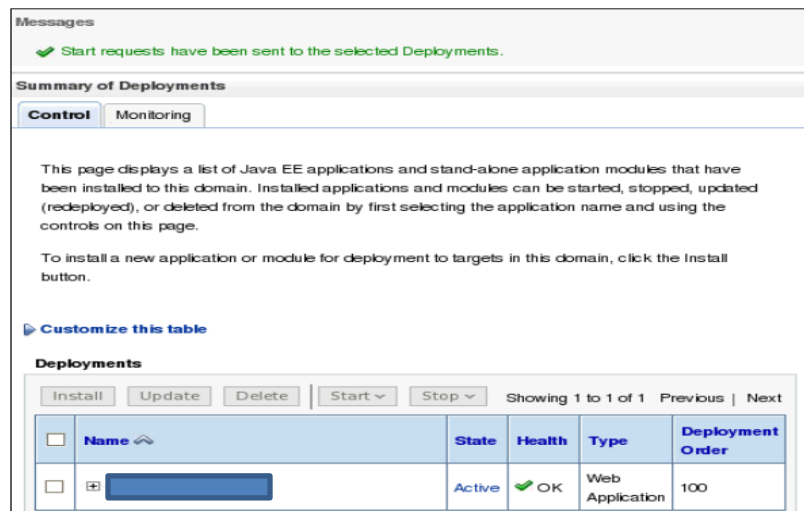 Messages
Start requests have been sent to the selected Deployments.
Summary of Deployments
Control Monitoring
This page displays a list of Java EE applications and stand-alone application modules that have
been installed to this domain. Installed applications and modules can be started, stopped, updated
(redeployed), or deleted from the domain by first selecting the application name and using the
controls on this page.
To install a new application or module for deployment to targets in this domain, click the Install
button.
Customize this table
Deployments
Install Update Delete Start Stop Showing 1 to 1 of 1 Previous | Next
Name State Health Type Deployment
Order
Active OK Web
Application 100